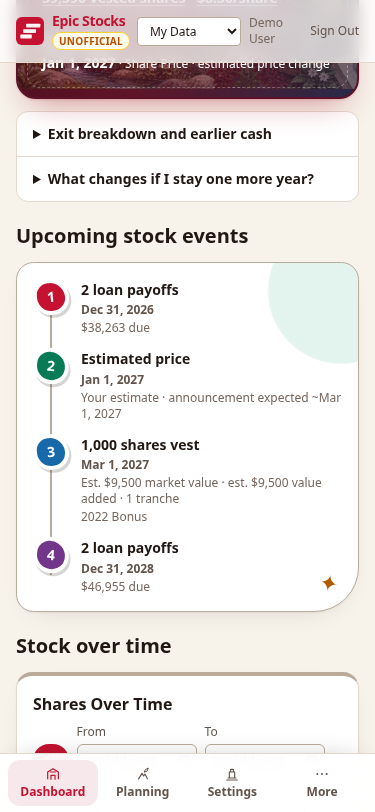 Epic Stocks
UNOFFICIAL
My Data
Demo
User
Sign Out
Jan 1, 2027 · Share Price · estimated price change
Exit breakdown and earlier cash
What changes if I stay one more year?
Upcoming stock events
1
2 loan payoffs
Dec 31, 2026
$38,263 due
2
Estimated price
Jan 1, 2027
Your estimate · announcement expected ~Mar
1, 2027
3
1,000 shares vest
Mar 1, 2027
Est. $9,500 market value · est. $9,500 value
added · 1 tranche
2022 Bonus
4
2 loan payoffs
Dec 31, 2028
$46,955 due
Stock over time
Shares Over Time
From
To
Dashboard
Planning
Settings
More